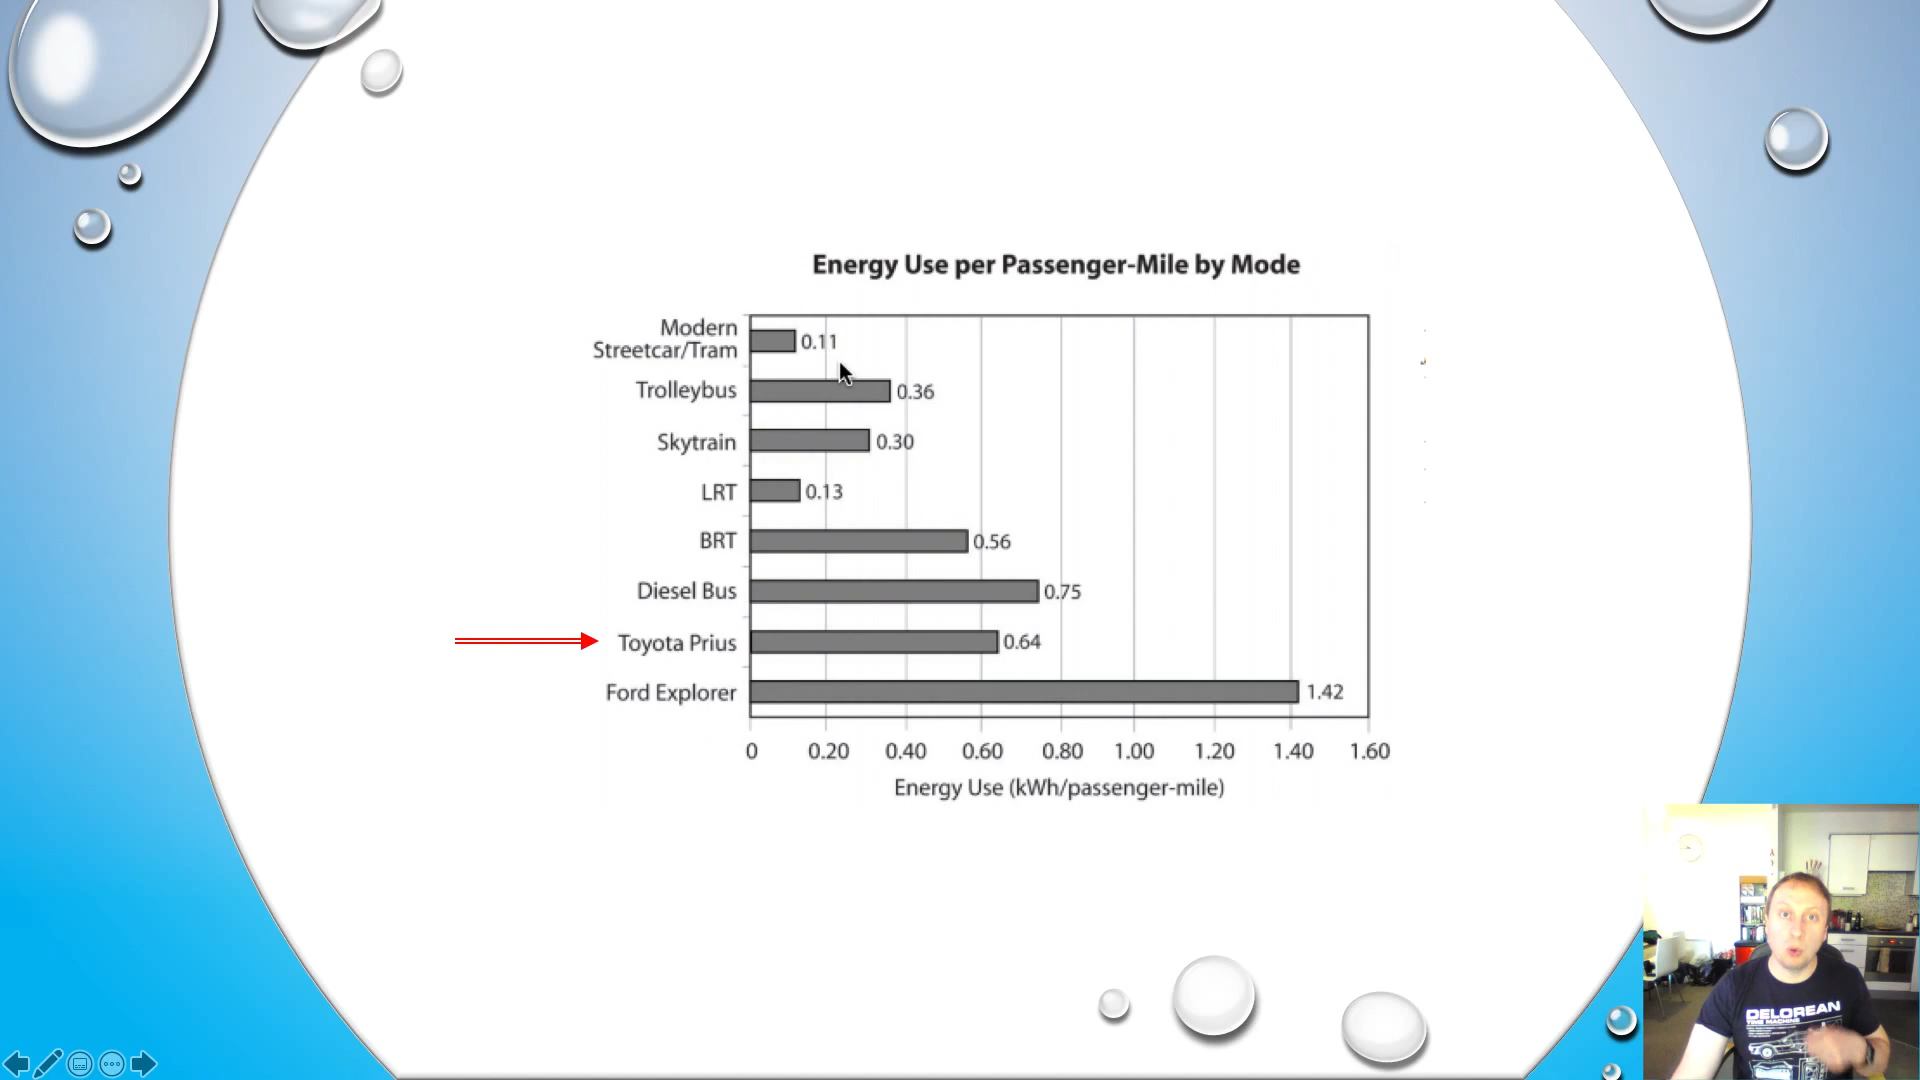 Energy Use per Passenger-Mile by Mode
Modern
Streetcar/Tram
0.11
Trolleybus
0.36
Skytrain
0.30
LRT
0.13
BRT
0.56
Diesel Bus
0.75
Toyota Prius
0.64
Ford Explorer
1.42
0 0.20 0.40 0.60 0.80 1.00 1.20 1.40 1.60
Energy Use (kWh/passenger-mile)
DELOREAN
TIME MACHINE